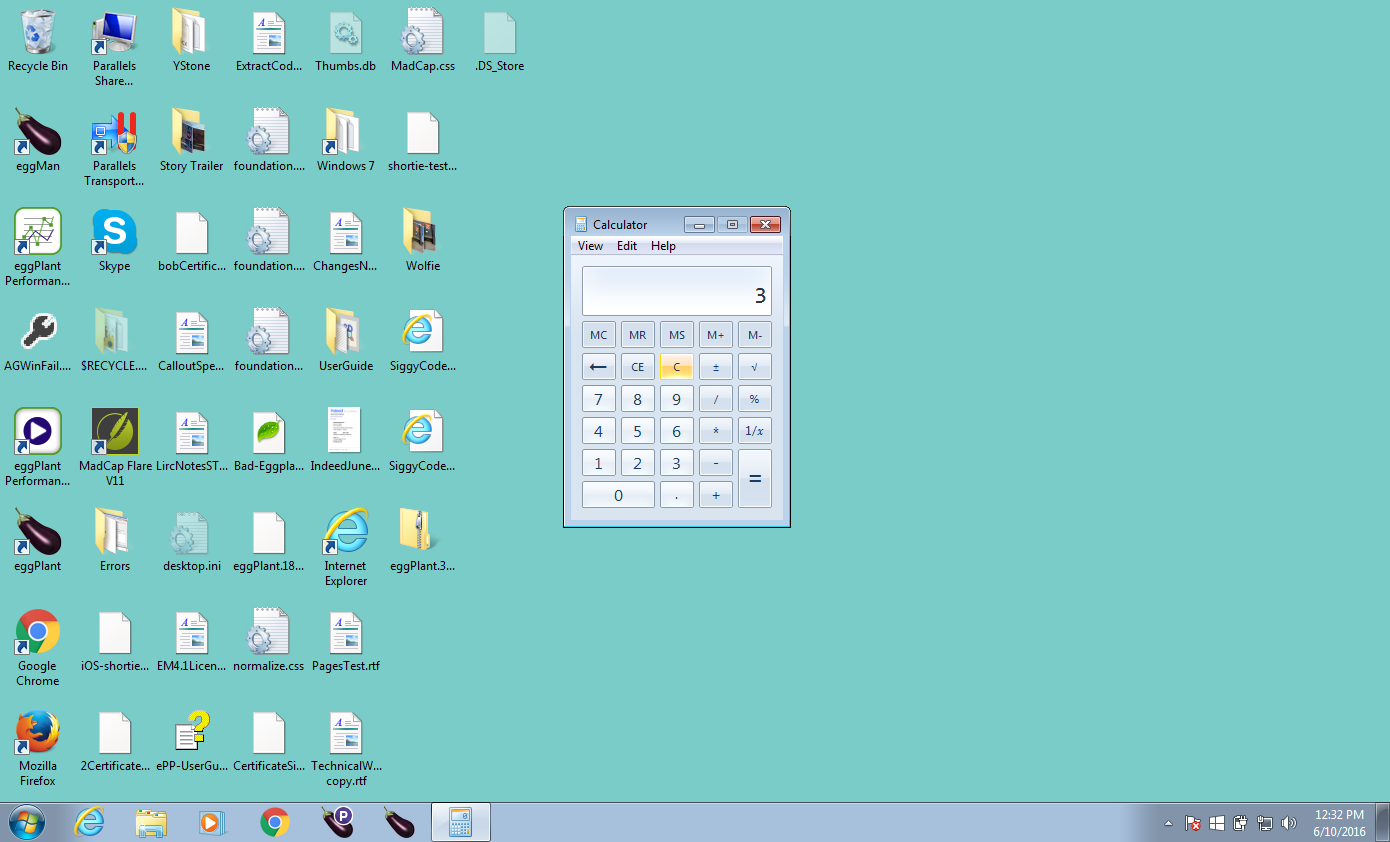 Recycle Bin
Parallels
Share...
YStone
ExtractCod...
Thumbs.db
MadCap.css
.DS_Store
eggMan
Parallels
Transport...
Story Trailer
foundation....
Windows 7
shortie-test...
eggPlant
Performan...
Skype
bobCertific...
foundation....
ChangesN...
Wolfie
AGWinFail....
$RECYCLE....
CalloutSpe...
foundation....
UserGuide
SiggyCode...
eggPlant
Performan...
MadCap Flare
V11
LircNotesST...
Bad-Eggpla...
IndeedJune...
SiggyCode...
eggPlant
Errors
desktop.ini
eggPlant.18...
Internet
Explorer
eggPlant.3...
Google
Chrome
iOS-shortie...
EM4.1Licen...
normalize.css
PagesTest.rtf
Mozilla
Firefox
2Certificate...
ePP-UserGu...
CertificateSi...
TechnicalW...
copy.rtf
Calculator
View Edit Help
3
MC MR MS M+ M-
← CE C ± √
7 8 9 / %
4 5 6 * 1/x
1 2 3 - =
0 . +
12:32 PM
6/10/2016